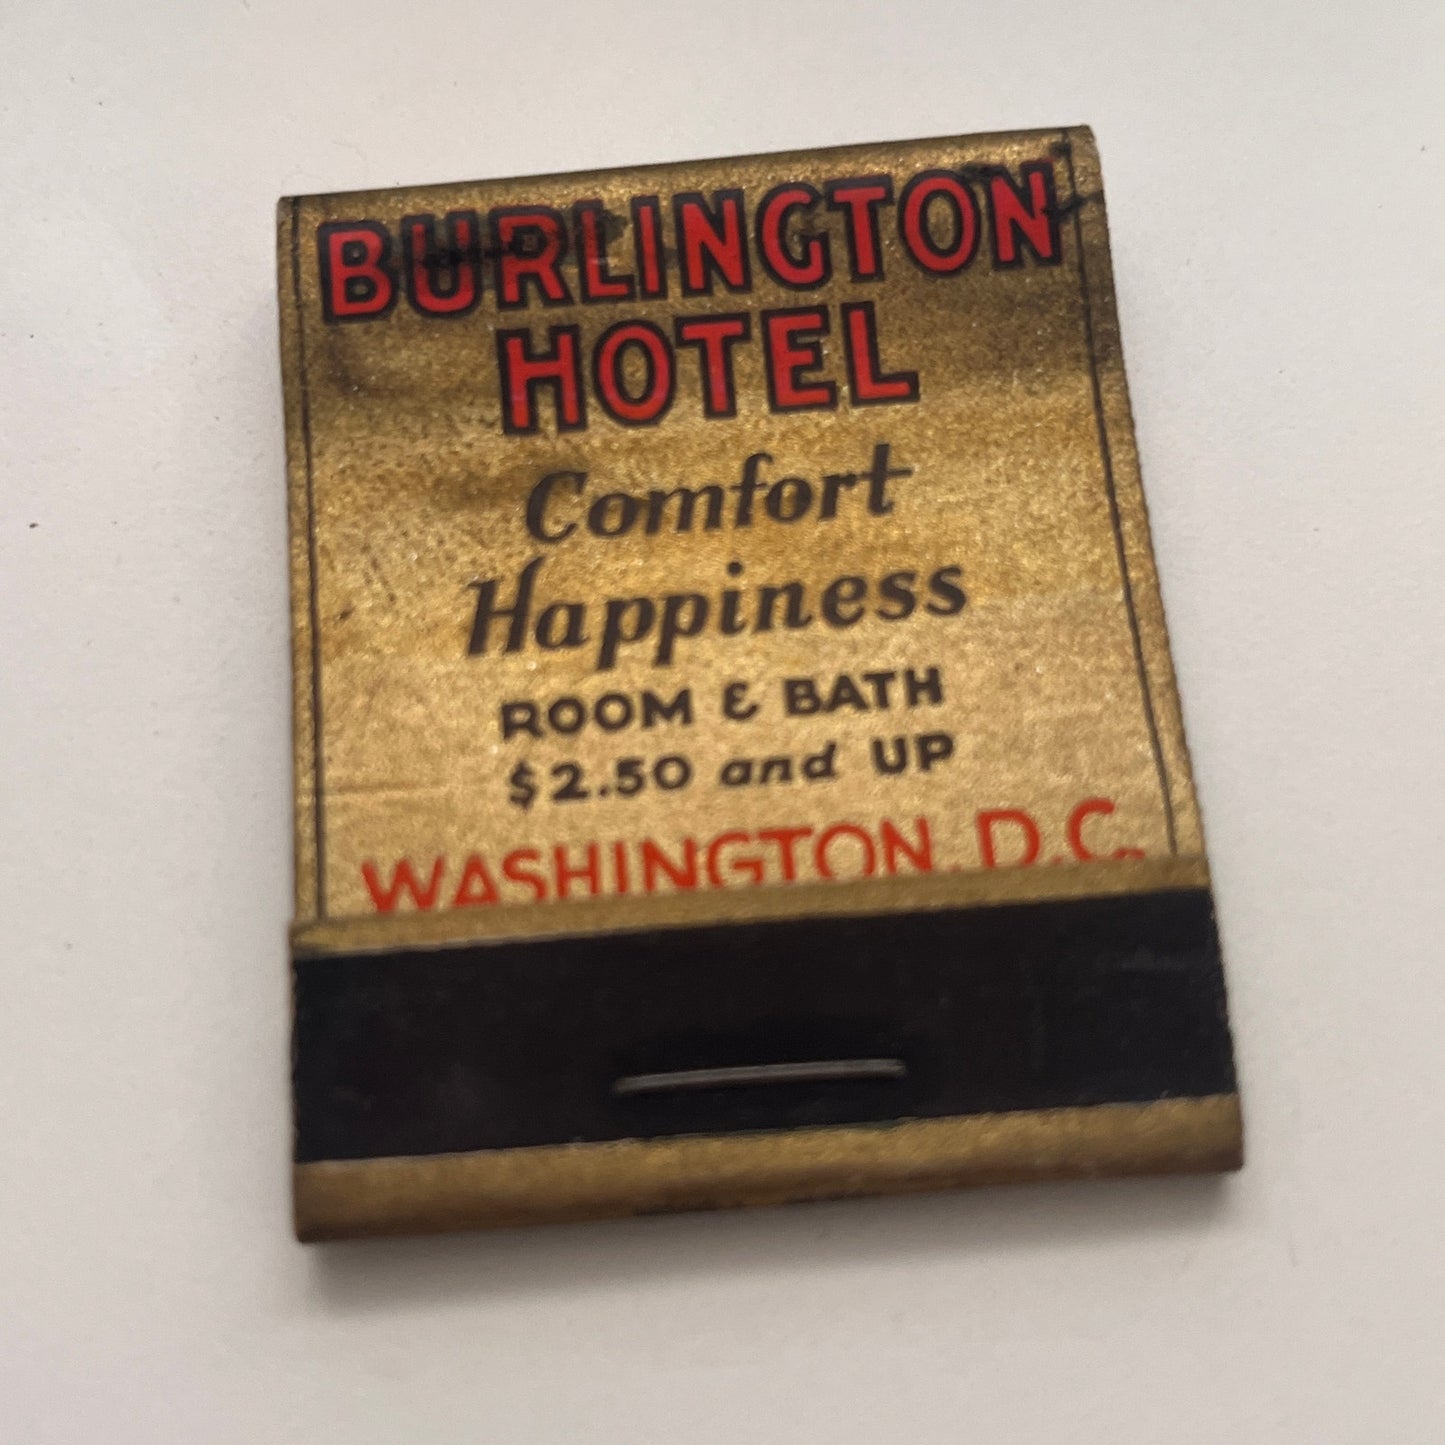 BURLINGTON
HOTEL
Comfort
Happiness
ROOM & BATH
$2.50 and UP
WASHINGTON, D.C.